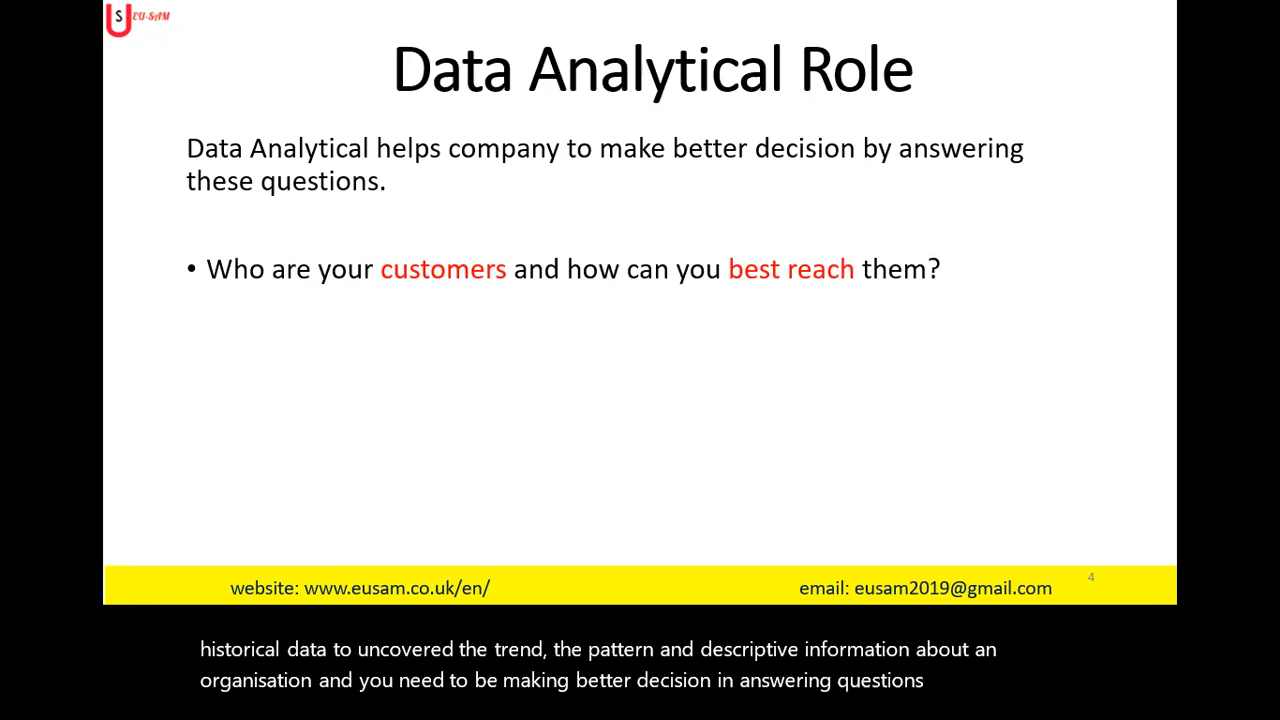 S
EU-SAM
Data Analytical Role
Data Analytical helps company to make better decision by answering
these questions.
• Who are your customers and how can you best reach them?
4
website: www.eusam.co.uk/en/
email: eusam2019@gmail.com
historical data to uncovered the trend, the pattern and descriptive information about an
organisation and you need to be making better decision in answering questions